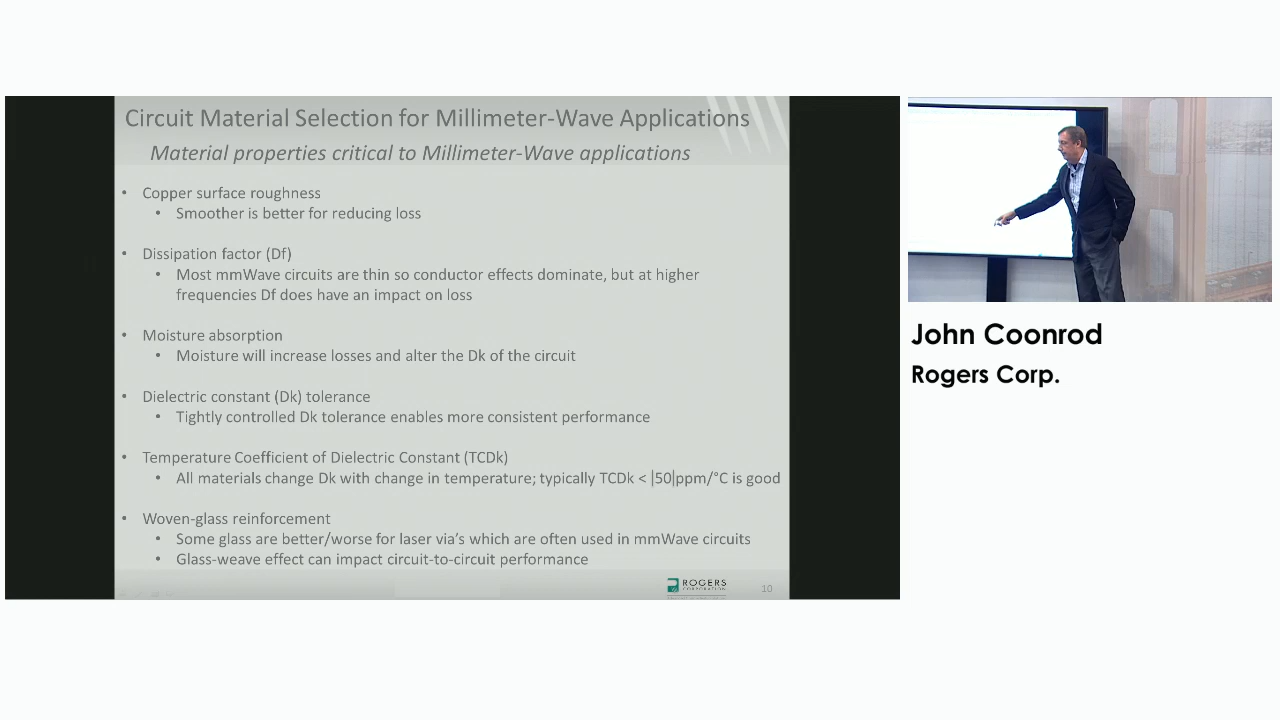 Circuit Material Selection for Millimeter-Wave Applications
Material properties critical to Millimeter-Wave applications
• Copper surface roughness
• Smoother is better for reducing loss
• Dissipation factor (Df)
• Most mmWave circuits are thin so conductor effects dominate, but at higher
frequencies Df does have an impact on loss
• Moisture absorption
• Moisture will increase losses and alter the Dk of the circuit
• Dielectric constant (Dk) tolerance
• Tightly controlled Dk tolerance enables more consistent performance
• Temperature Coefficient of Dielectric Constant (TCDk)
• All materials change Dk with change in temperature; typically TCDk < |50|ppm/°C is good
• Woven-glass reinforcement
• Some glass are better/worse for laser via's which are often used in mmWave circuits
• Glass-weave effect can impact circuit-to-circuit performance
ROGERS
CORPORATION
10
John Coonrod
Rogers Corp.